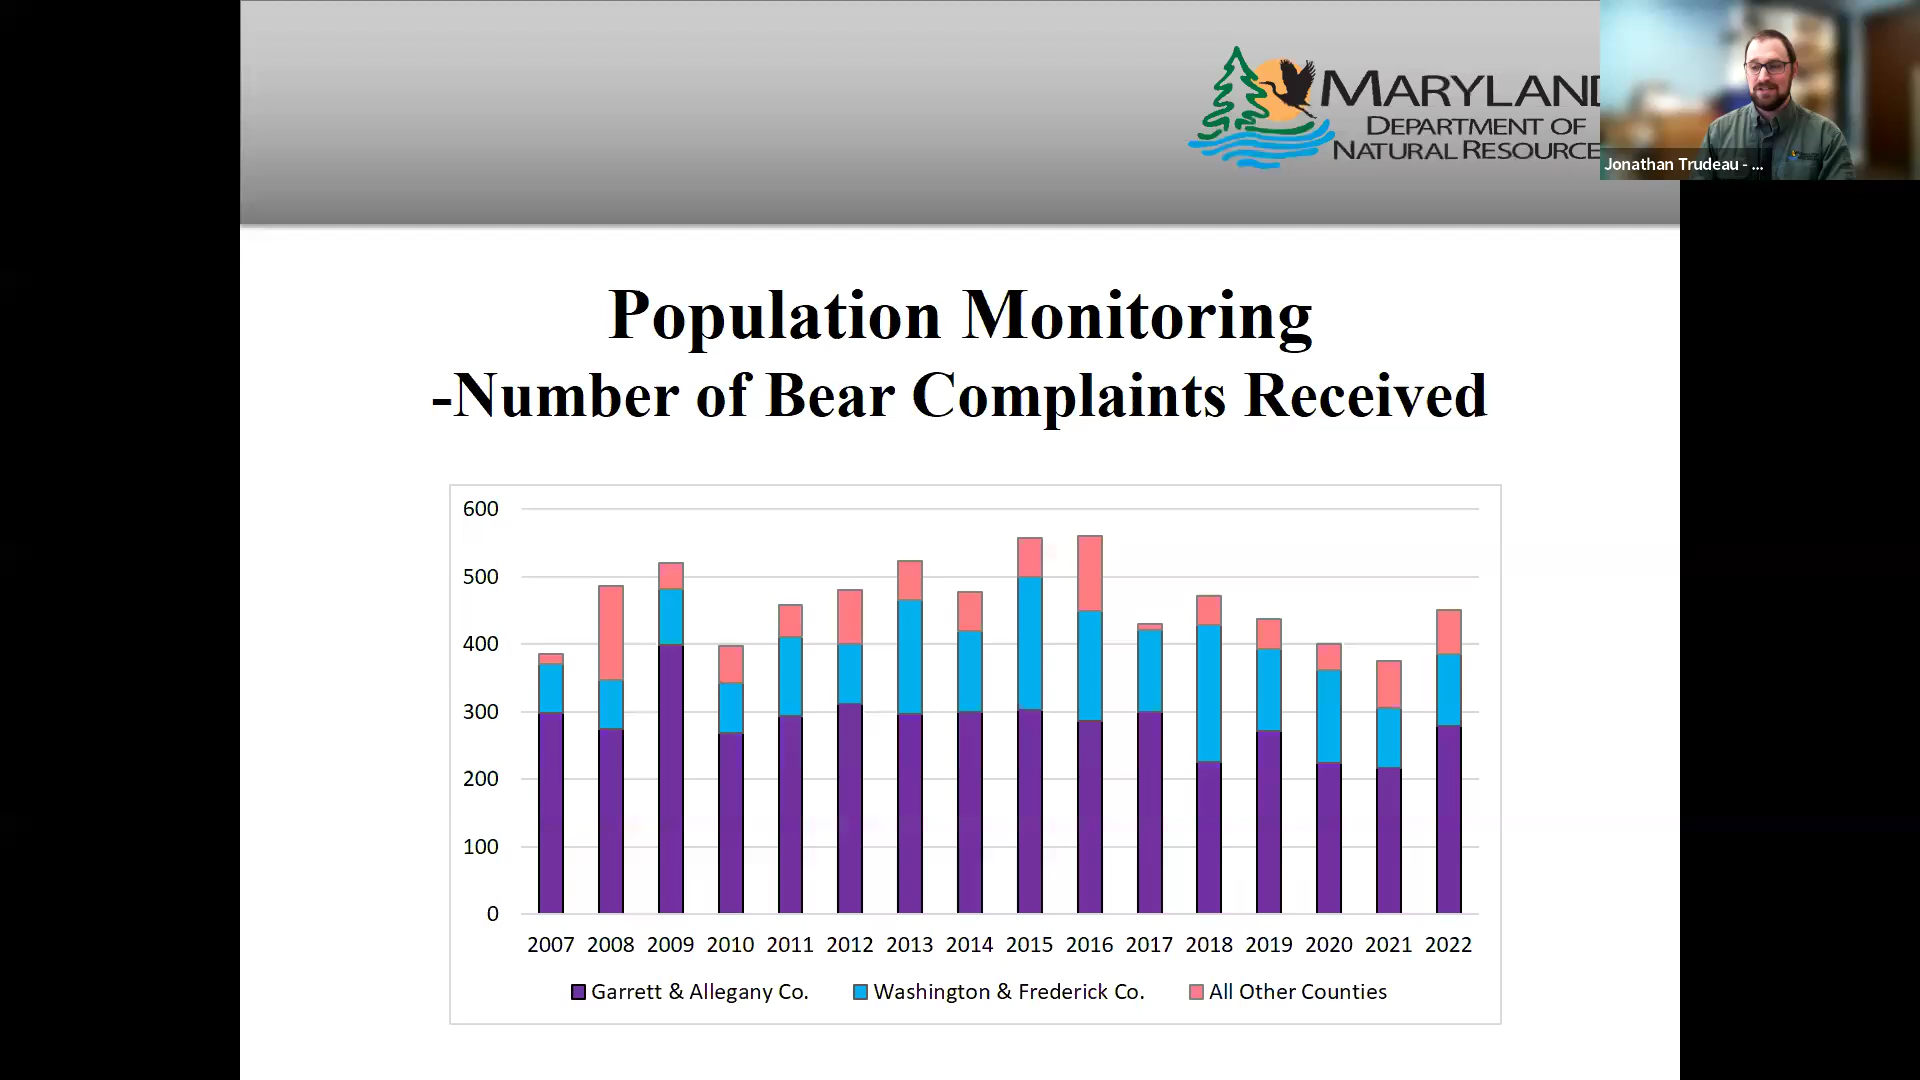 MARYLAND
DEPARTMENT OF
NATURAL RESOURCE
Jonathan Trudeau - ...
Population Monitoring
-Number of Bear Complaints Received
600
500
400
300
200
100
0
2007 2008 2009 2010 2011 2012 2013 2014 2015 2016 2017 2018 2019 2020 2021 2022
Garrett & Allegany Co. Washington & Frederick Co. All Other Counties